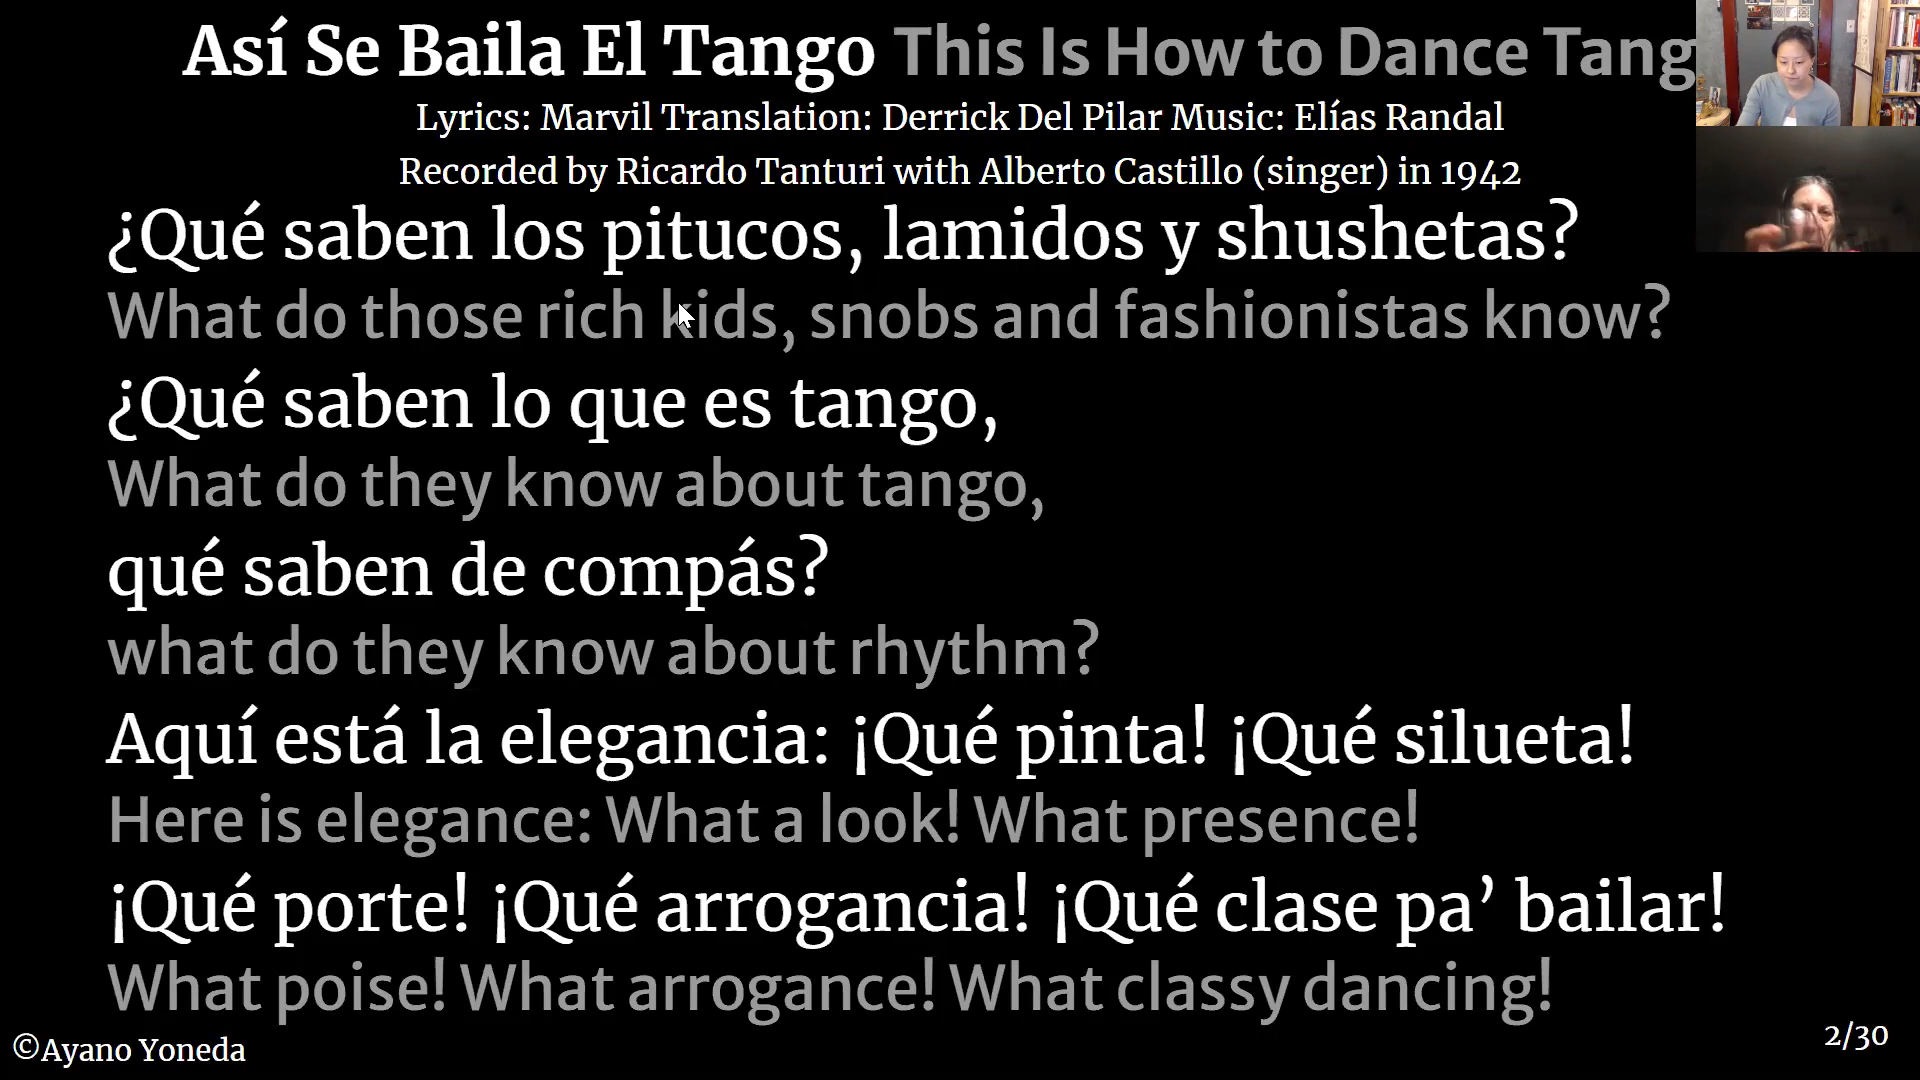 Así Se Baila El Tango This Is How to Dance Tang
Lyrics: Marvil Translation: Derrick Del Pilar Music: Elías Randal
Recorded by Ricardo Tanturi with Alberto Castillo (singer) in 1942
¿Qué saben los pitucos, lamidos y shushetas?
What do those rich kids, snobs and fashionistas know?
¿Qué saben lo que es tango,
What do they know about tango,
qué saben de compás?
what do they know about rhythm?
Aquí está la elegancia: ¡Qué pinta! ¡Qué silueta!
Here is elegance: What a look! What presence!
¡Qué porte! ¡Qué arrogancia! ¡Qué clase pa’ bailar!
What poise! What arrogance! What classy dancing!
©Ayano Yoneda
2/30